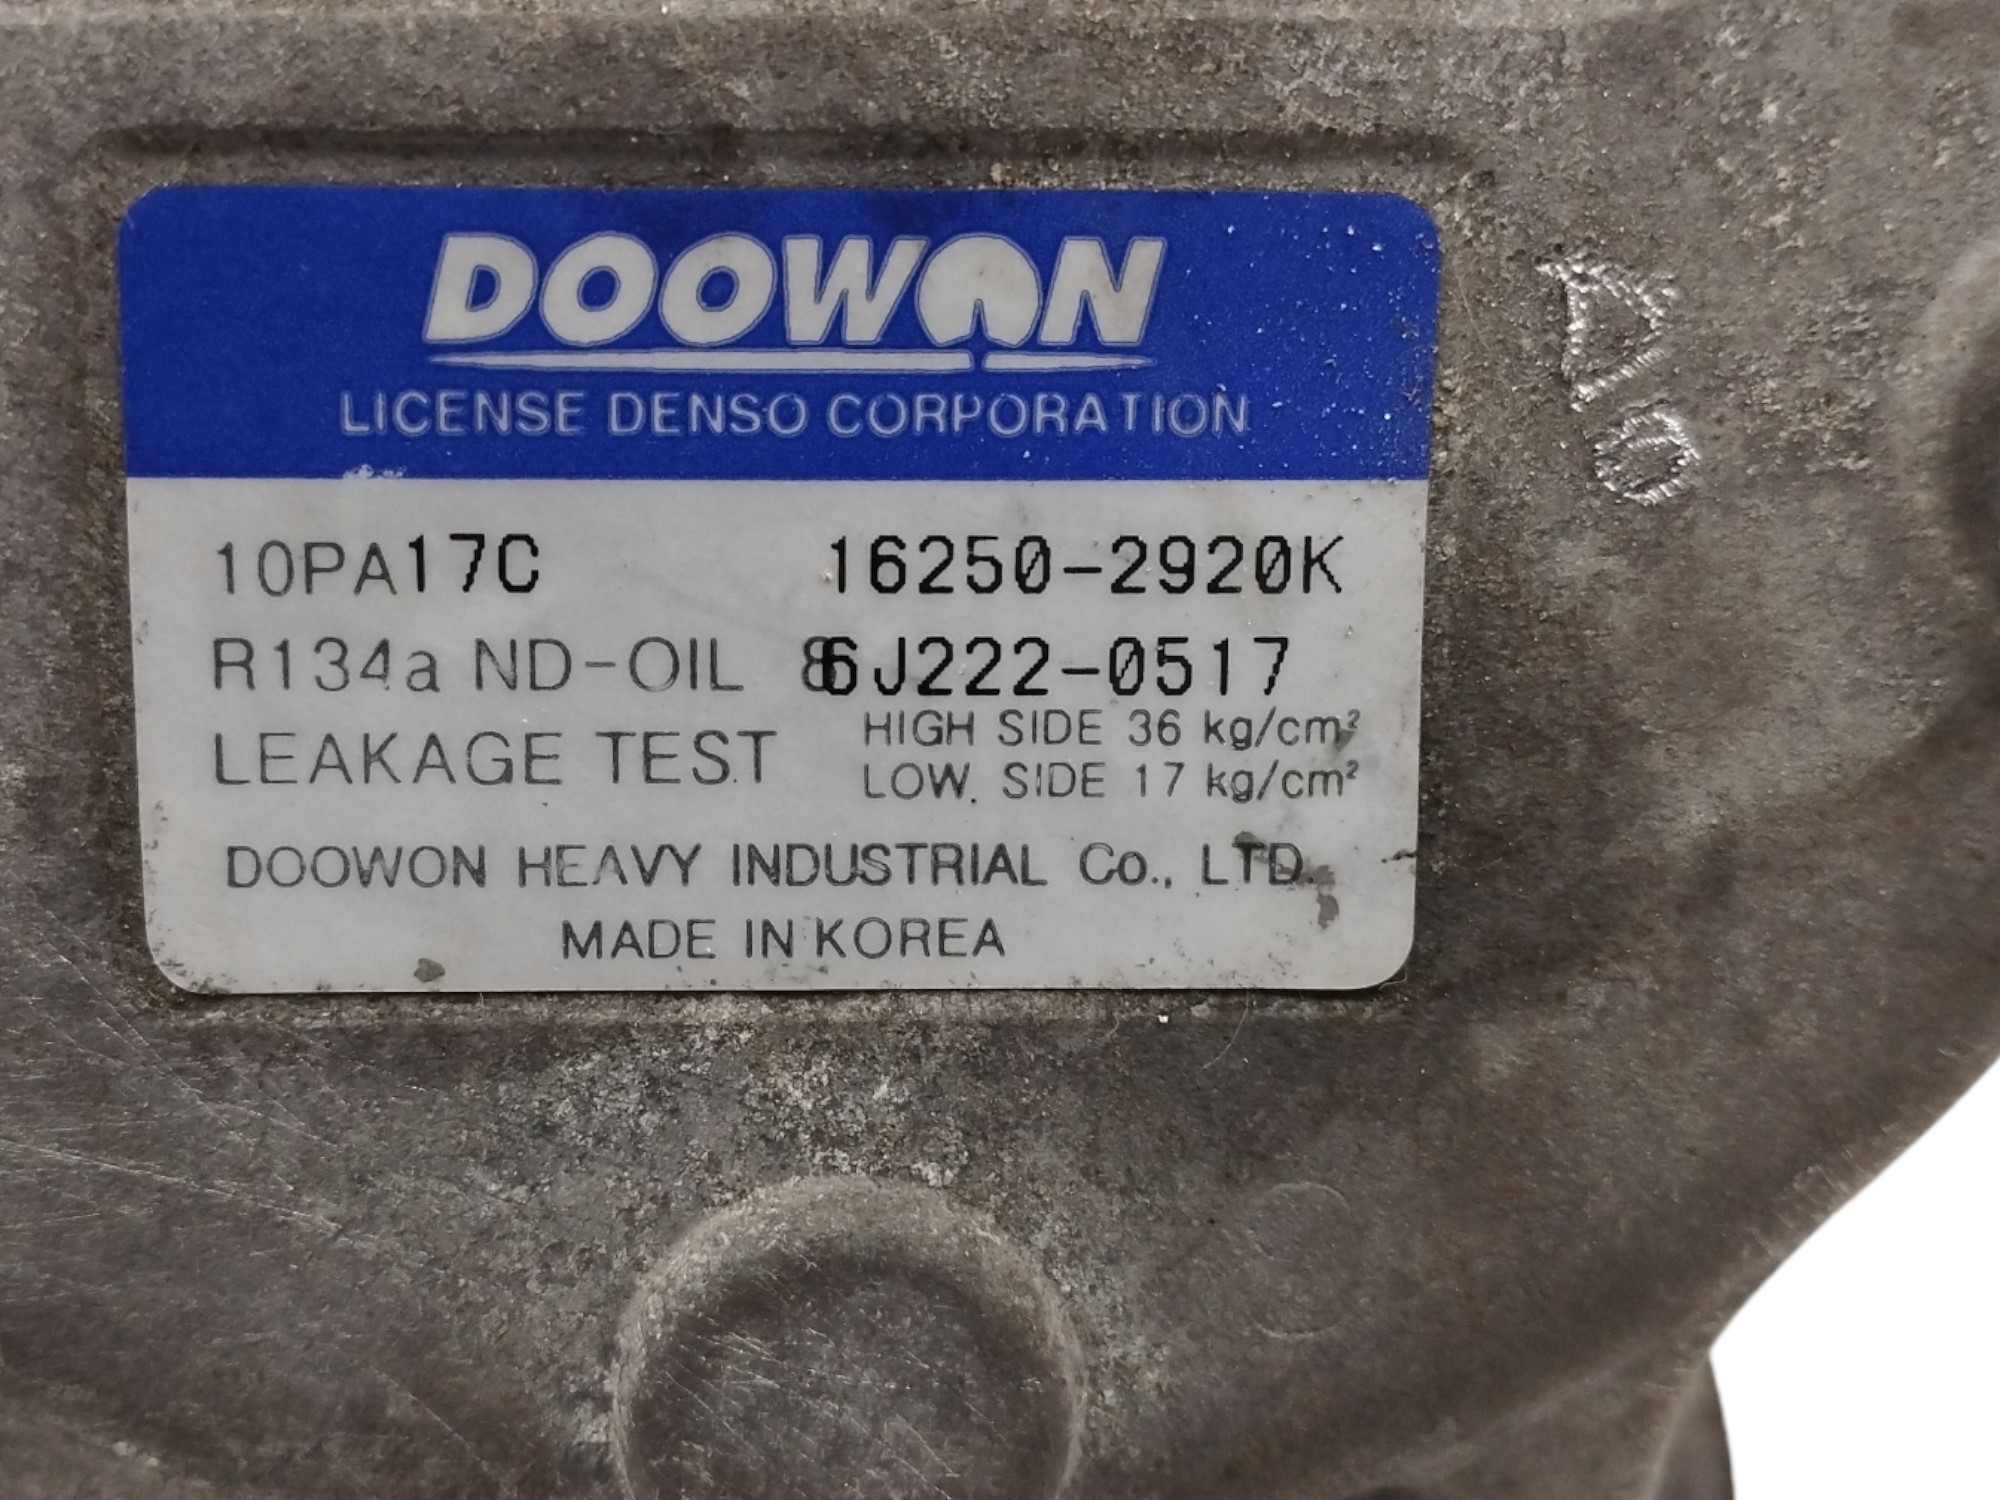 DOOWON
LICENSE DENSO CORPORATION
10PA17C 16250-2920K
R134a ND-OIL 8 6J222-0517
LEAKAGE TEST HIGH SIDE 36 kg/cm²
LOW. SIDE 17 kg/cm²
DOOWON HEAVY INDUSTRIAL Co., LTD.
MADE IN KOREA